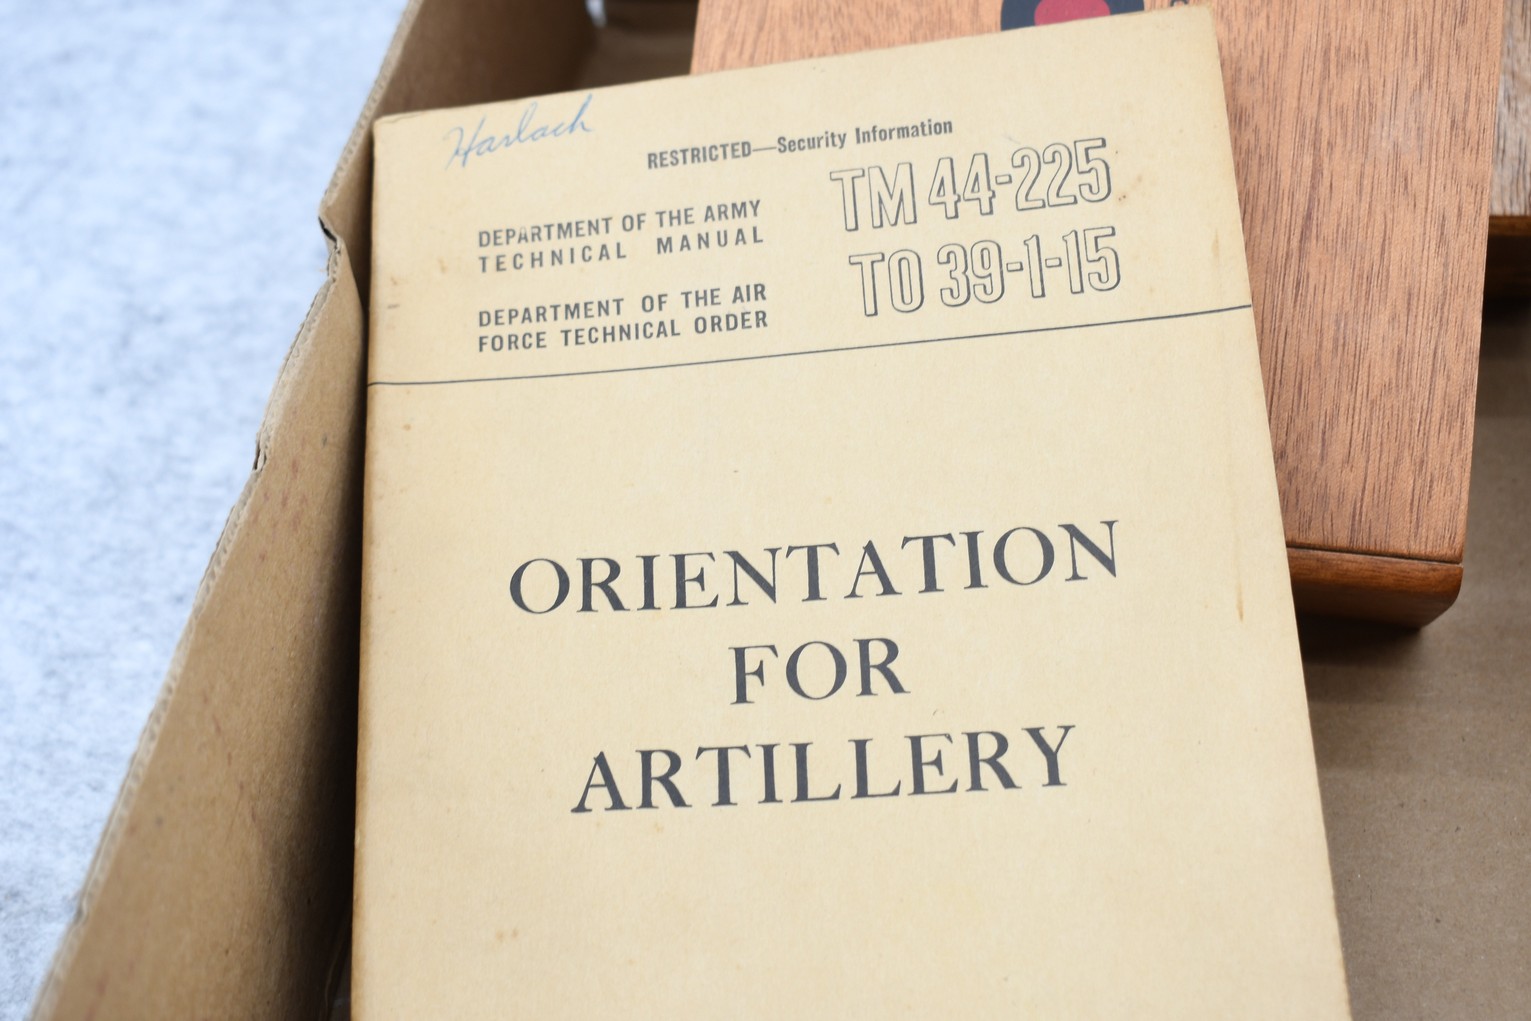 Harlach
RESTRICTED—Security Information
DEPARTMENT OF THE ARMY
TECHNICAL MANUAL
TM 44-225
DEPARTMENT OF THE AIR
FORCE TECHNICAL ORDER
TO 39-1-15
ORIENTATION
FOR
ARTILLERY